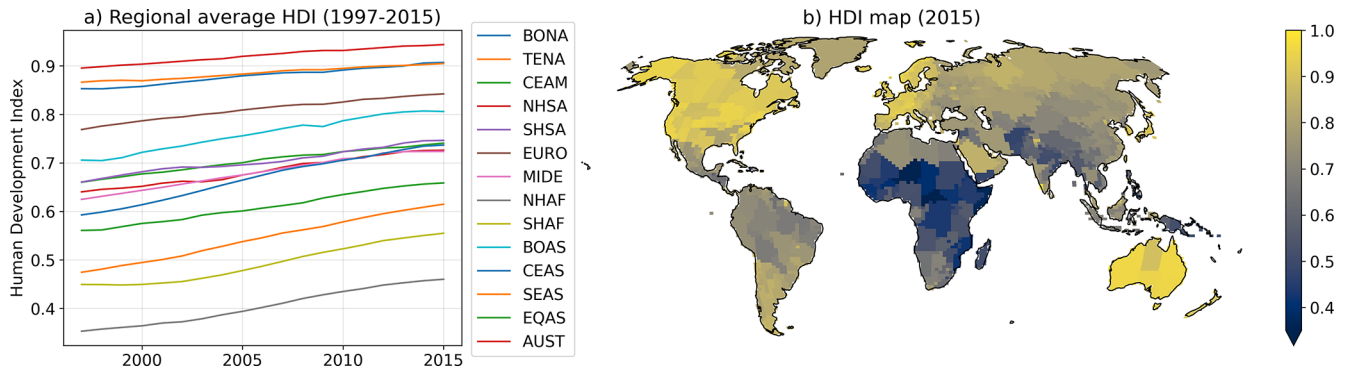 a) Regional average HDI (1997-2015)
Human Development Index
0.9
0.8
0.7
0.6
0.5
0.4
2000
2005
2010
2015
BONA
TENA
CEAM
NHSA
SHSA
EURO
MIDE
NHAF
SHAF
BOAS
CEAS
SEAS
EQAS
AUST
b) HDI map (2015)
1.0
0.9
0.8
0.7
0.6
0.5
0.4